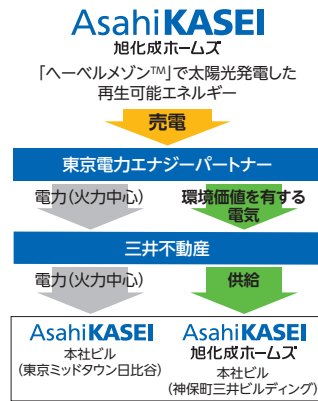 AsahiKASEI
旭化成ホームズ
「ヘーベルメゾン™」で太陽光発電した
再生可能エネルギー
売電
東京電力エナジーパートナー
電力(火力中心)
環境価値を有する
電気
三井不動産
電力(火力中心)
供給
AsahiKASEI
本社ビル
(東京ミッドタウン日比谷)
AsahiKASEI
旭化成ホームズ
本社ビル
(神保町三井ビルディング)